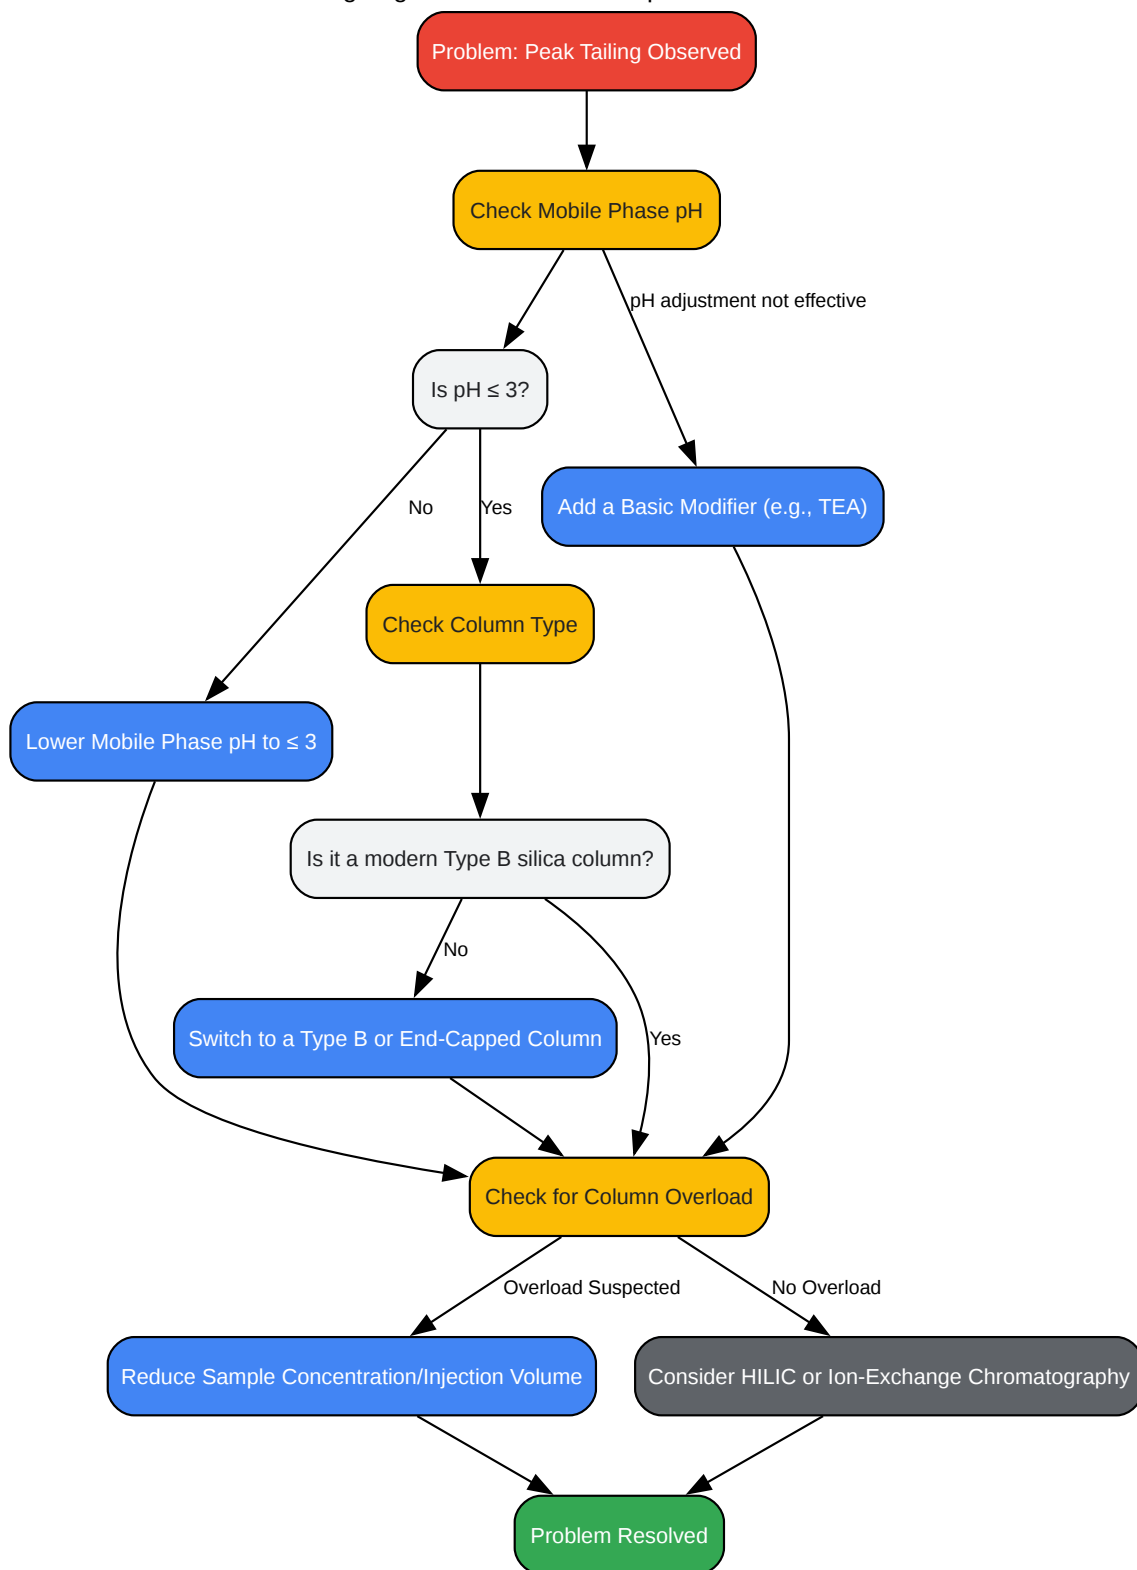 Problem: Peak Tailing Observed
Check Mobile Phase pH
pH adjustment not effective
Is pH ≤ 3?
No
Yes
Add a Basic Modifier (e.g., TEA)
Check Column Type
Lower Mobile Phase pH to ≤ 3
Is it a modern Type B silica column?
No
Switch to a Type B or End-Capped Column
Yes
Check for Column Overload
Overload Suspected
No Overload
Reduce Sample Concentration/Injection Volume
Consider HILIC or Ion-Exchange Chromatography
Problem Resolved